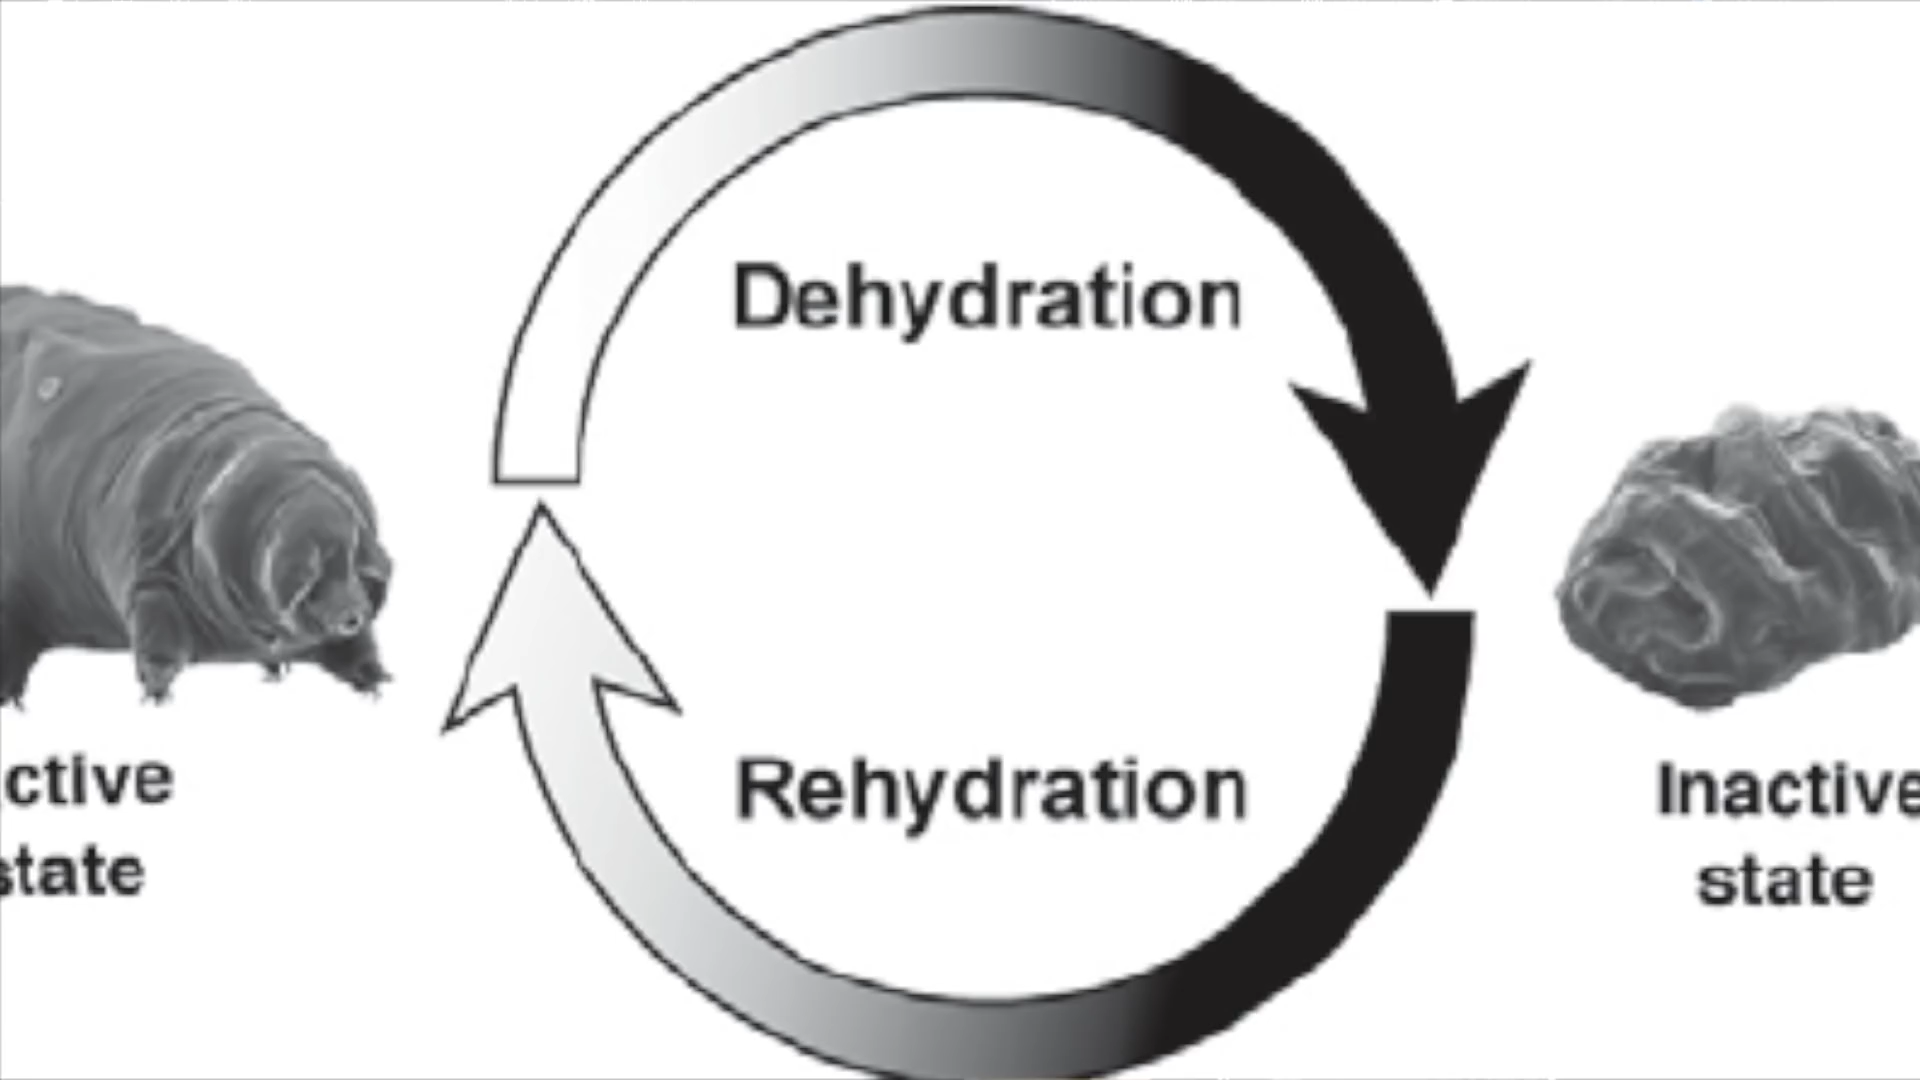 Dehydration
Rehydration
ctive
state
Inactive
state